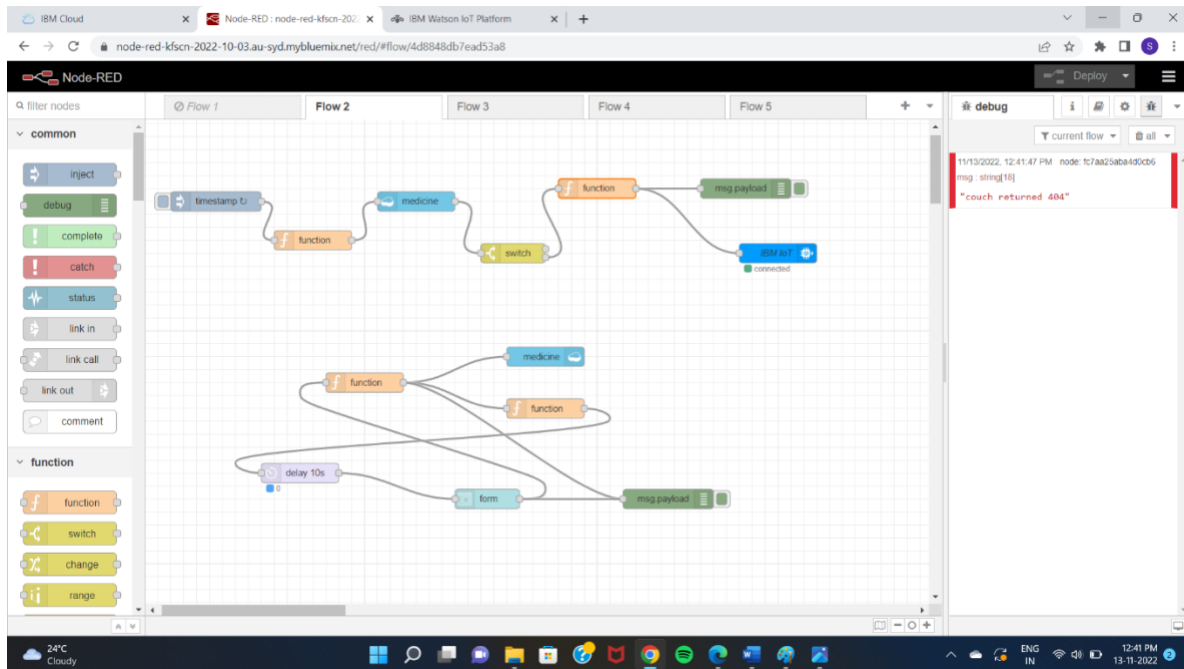 IBM Cloud
Node-RED : node-red-kfscn-202
IBM Watson IoT Platform
node-red-kfscn-2022-10-03.au-syd.mybluemix.net/red/#flow/4d8848db7ead53a8
S
Node-RED
Deploy
filter nodes
Flow 1
Flow 2
Flow 3
Flow 4
Flow 5
debug
i
current flow
all
common
inject
debug
complete
catch
status
link in
link call
link out
comment
function
function
switch
change
range
timestamp ↻
function
medicine
switch
function
msg.payload
IBM IoT
connected
medicine
function
function
delay 10s
0
form
msg.payload
11/13/2022, 12:41:47 PM node: fc7aa25aba4d0cb6
msg : string[18]
"couch returned 404"
24°C
Cloudy
ENG
IN
12:41 PM
13-11-2022
2